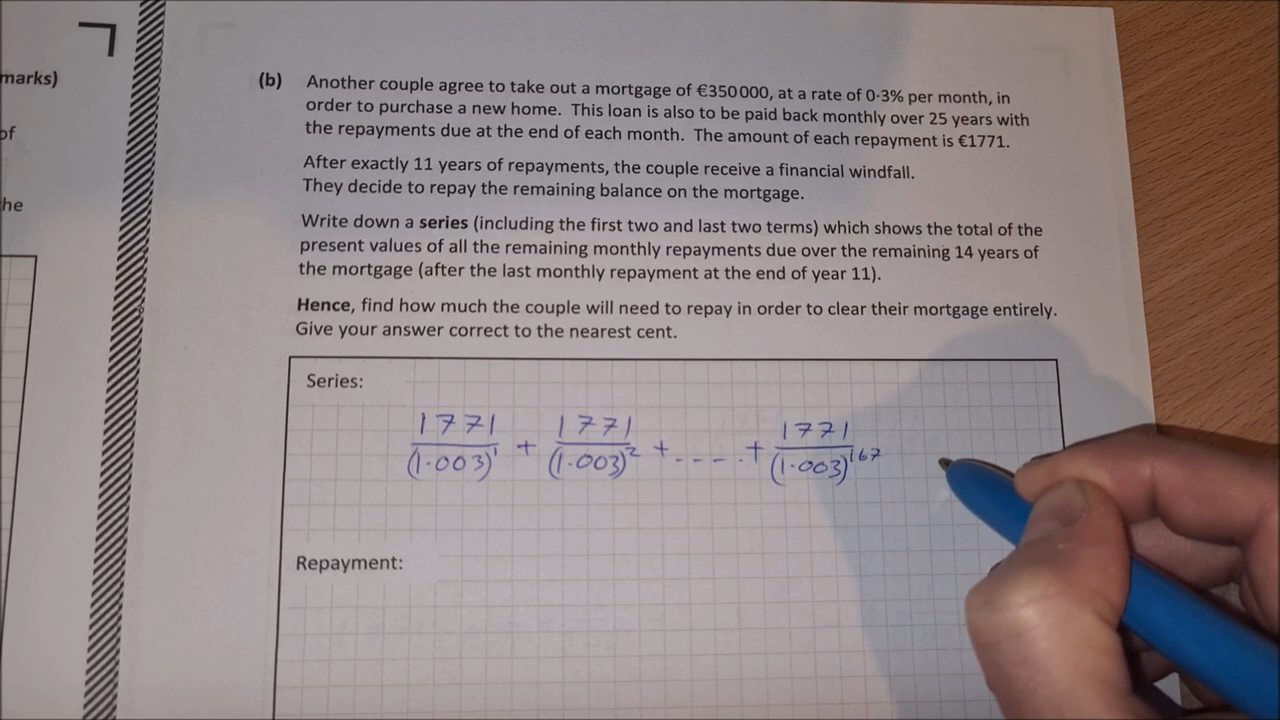 marks)
of
he
(b) Another couple agree to take out a mortgage of €350 000, at a rate of 0·3% per month, in
order to purchase a new home. This loan is also to be paid back monthly over 25 years with
the repayments due at the end of each month. The amount of each repayment is €1771.
After exactly 11 years of repayments, the couple receive a financial windfall.
They decide to repay the remaining balance on the mortgage.
Write down a series (including the first two and last two terms) which shows the total of the
present values of all the remaining monthly repayments due over the remaining 14 years of
the mortgage (after the last monthly repayment at the end of year 11).
Hence, find how much the couple will need to repay in order to clear their mortgage entirely.
Give your answer correct to the nearest cent.
Series:
1771/(1·003)^1 + 1771/(1·003)^2 + ..... + 1771/(1·003)^167
Repayment: